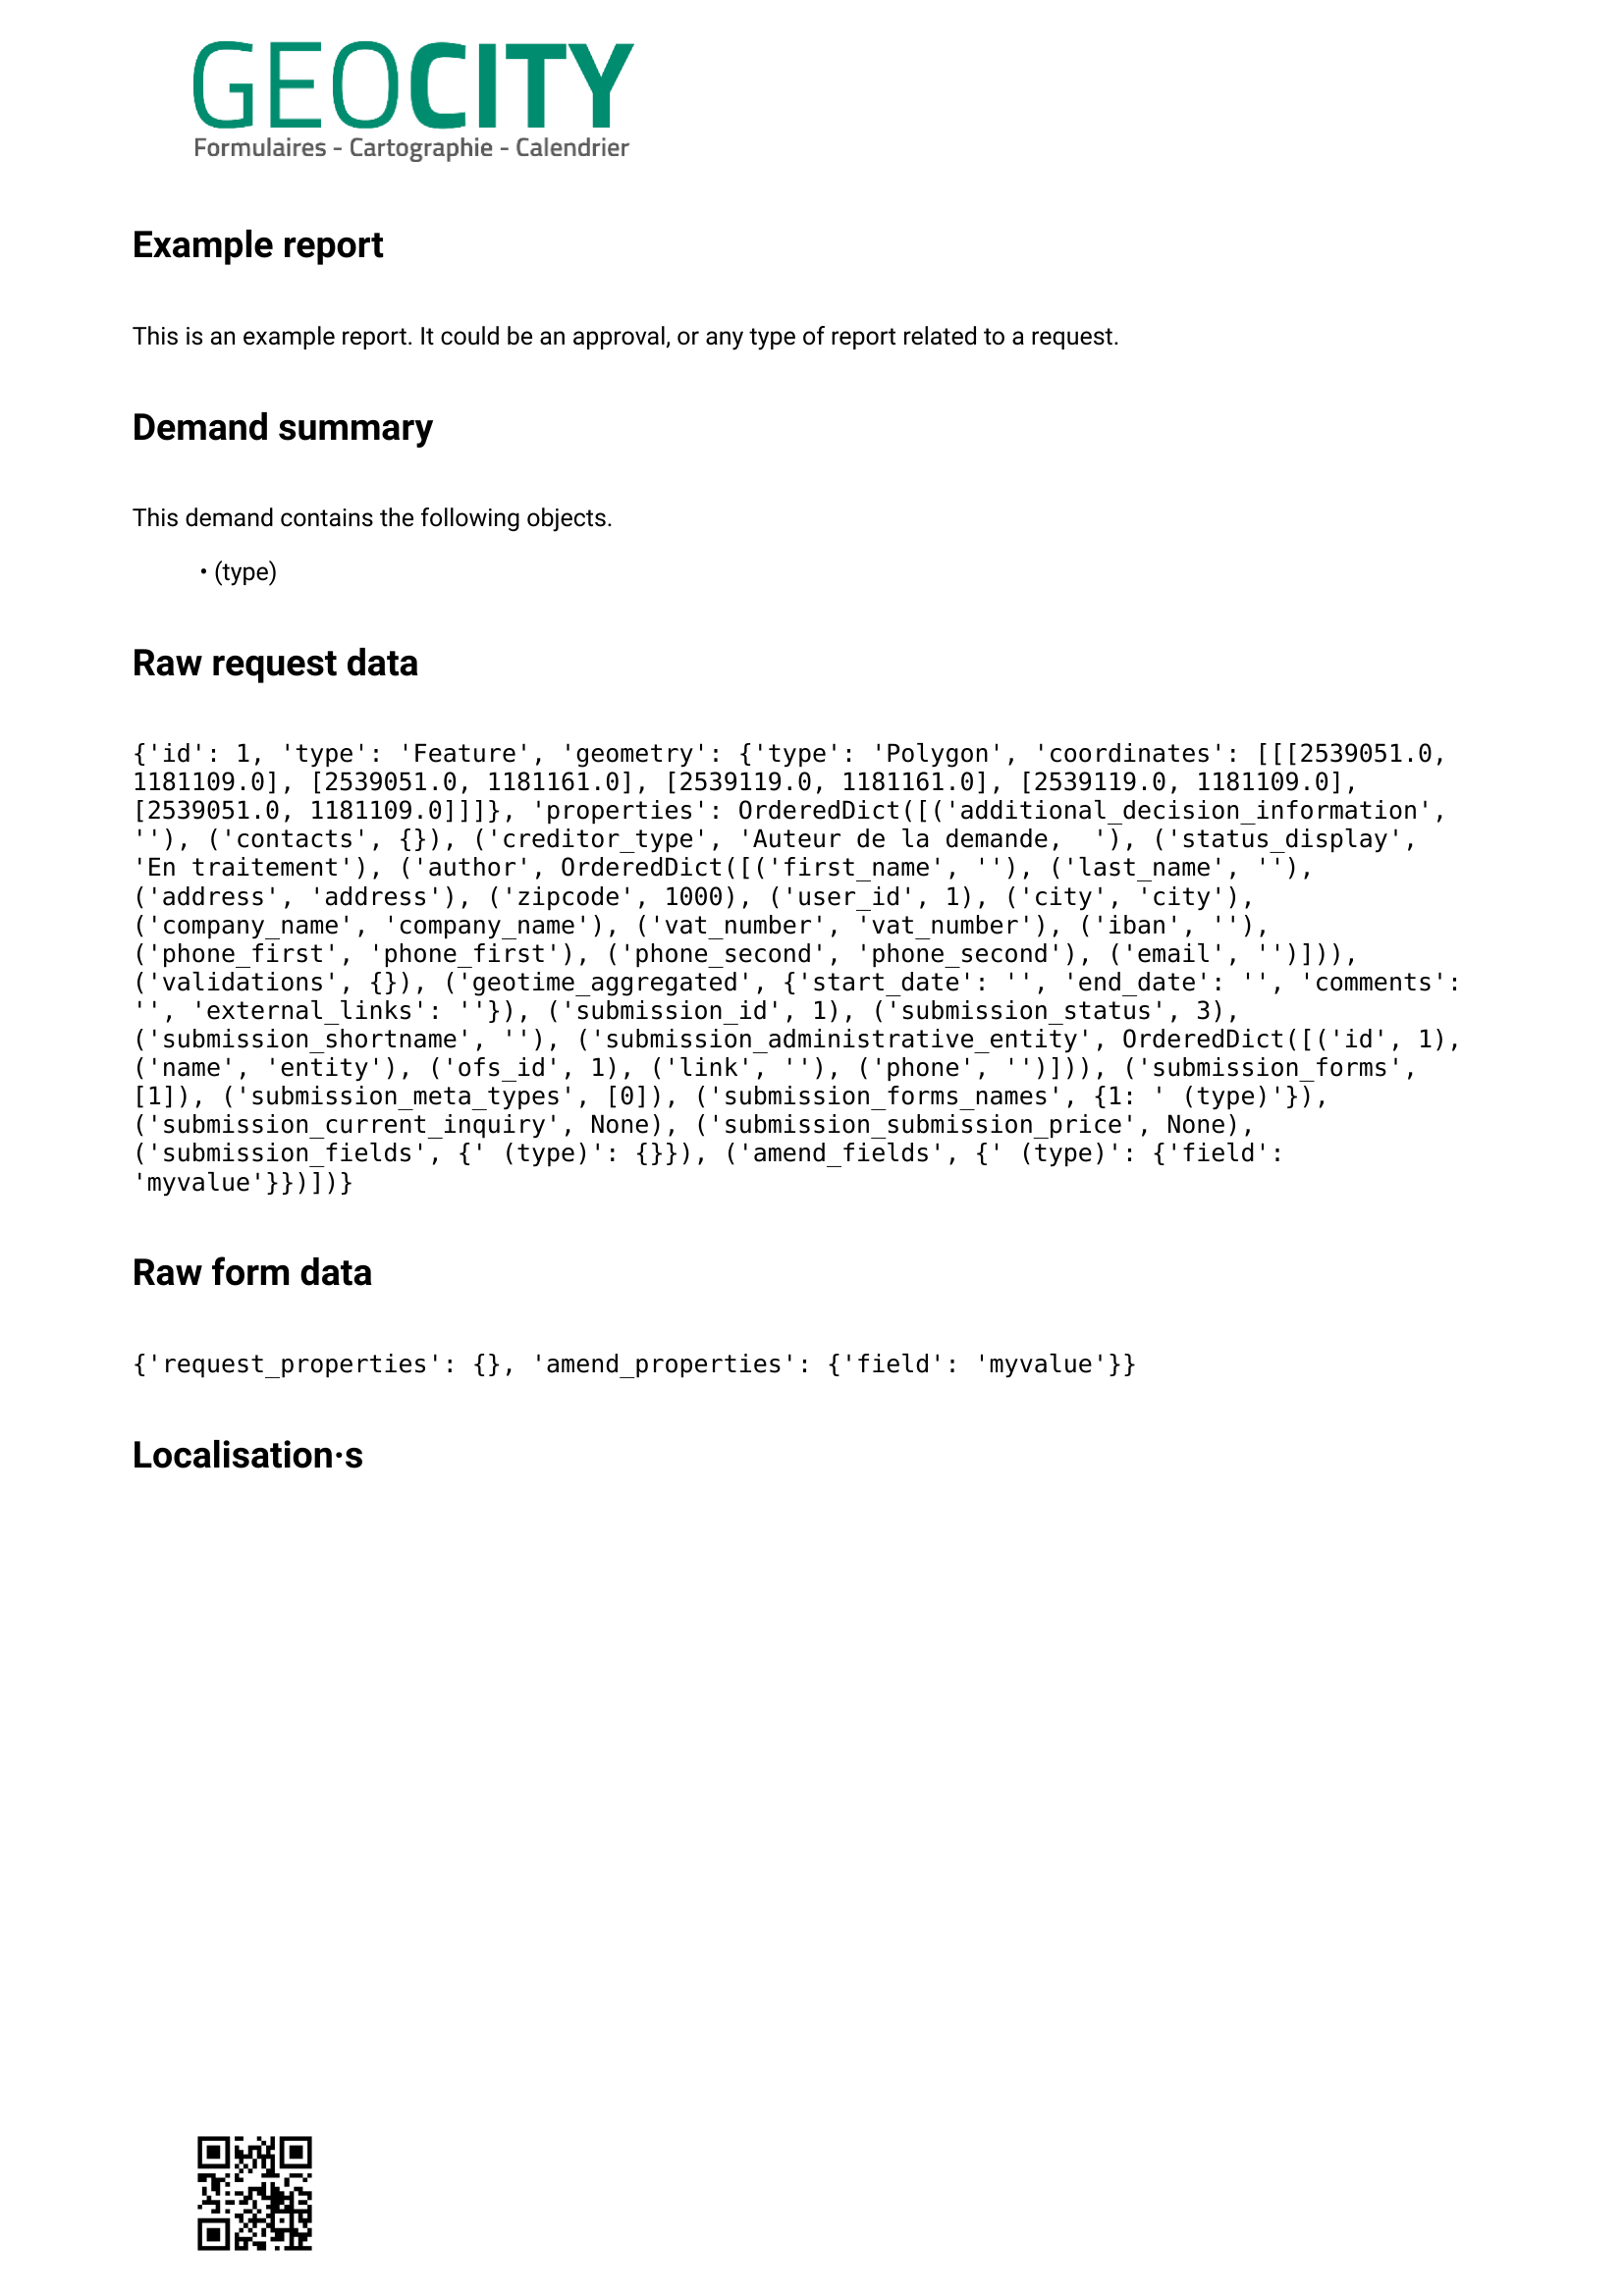 GEOCITY
Formulaires - Cartographie - Calendrier
Example report
This is an example report. It could be an approval, or any type of report related to a request.
Demand summary
This demand contains the following objects.
• (type)
Raw request data
{'id': 1, 'type': 'Feature', 'geometry': {'type': 'Polygon', 'coordinates': [[[2539051.0,
1181109.0], [2539051.0, 1181161.0], [2539119.0, 1181161.0], [2539119.0, 1181109.0],
[2539051.0, 1181109.0]]]}, 'properties': OrderedDict([('additional_decision_information',
''), ('contacts', {}), ('creditor_type', 'Auteur de la demande,  '), ('status_display',
'En traitement'), ('author', OrderedDict([('first_name', ''), ('last_name', ''),
('address', 'address'), ('zipcode', 1000), ('user_id', 1), ('city', 'city'),
('company_name', 'company_name'), ('vat_number', 'vat_number'), ('iban', ''),
('phone_first', 'phone_first'), ('phone_second', 'phone_second'), ('email', '')])),
('validations', {}), ('geotime_aggregated', {'start_date': '', 'end_date': '', 'comments':
'', 'external_links': ''}), ('submission_id', 1), ('submission_status', 3),
('submission_shortname', ''), ('submission_administrative_entity', OrderedDict([('id', 1),
('name', 'entity'), ('ofs_id', 1), ('link', ''), ('phone', '')])), ('submission_forms',
[1]), ('submission_meta_types', [0]), ('submission_forms_names', {1: ' (type)'}),
('submission_current_inquiry', None), ('submission_submission_price', None),
('submission_fields', {' (type)': {}}), ('amend_fields', {' (type)': {'field':
'myvalue'}})])}
Raw form data
{'request_properties': {}, 'amend_properties': {'field': 'myvalue'}}
Localisation·s